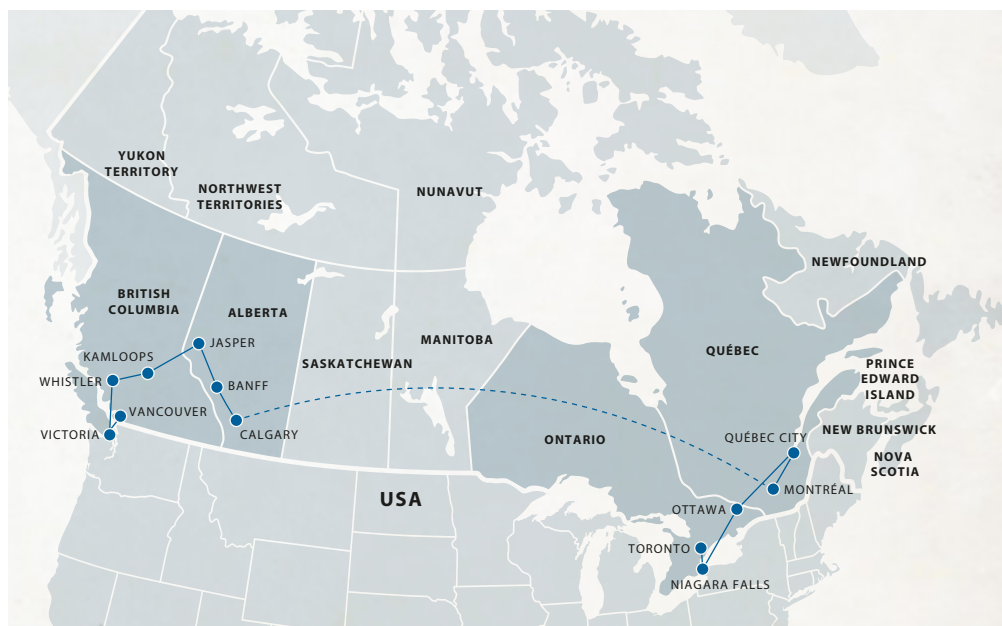 YUKON
TERRITORY
NORTHWEST
TERRITORIES
NUNAVUT
NEWFOUNDLAND
BRITISH
COLUMBIA
ALBERTA
SASKATCHEWAN
MANITOBA
QUÉBEC
ONTARIO
PRINCE
EDWARD
ISLAND
NEW BRUNSWICK
NOVA
SCOTIA
USA
JASPER
KAMLOOPS
WHISTLER
BANFF
VANCOUVER
VICTORIA
CALGARY
QUÉBEC CITY
MONTRÉAL
OTTAWA
TORONTO
NIAGARA FALLS